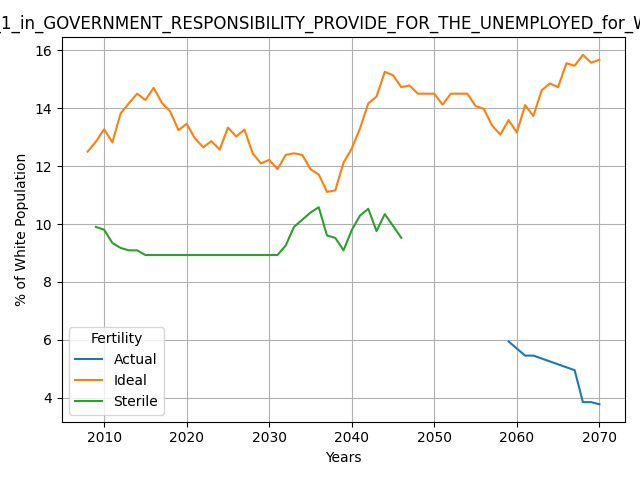 _1_in_GOVERNMENT_RESPONSIBILITY_PROVIDE_FOR_THE_UNEMPLOYED_for_W
% of White Population
16
14
12
10
8
6
4
Fertility
Actual
Ideal
Sterile
2010 2020 2030 2040 2050 2060 2070
Years